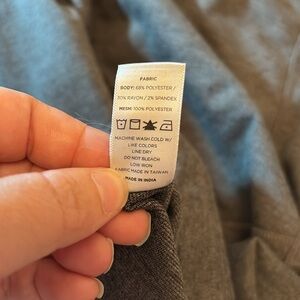 FABRIC
BODY: 68% POLYESTER /
30% RAYON / 2% SPANDEX
MESH: 100% POLYESTER
MACHINE WASH COLD W/
LIKE COLORS
LINE DRY
DO NOT BLEACH
LOW IRON
FABRIC MADE IN TAIWAN
MADE IN INDIA